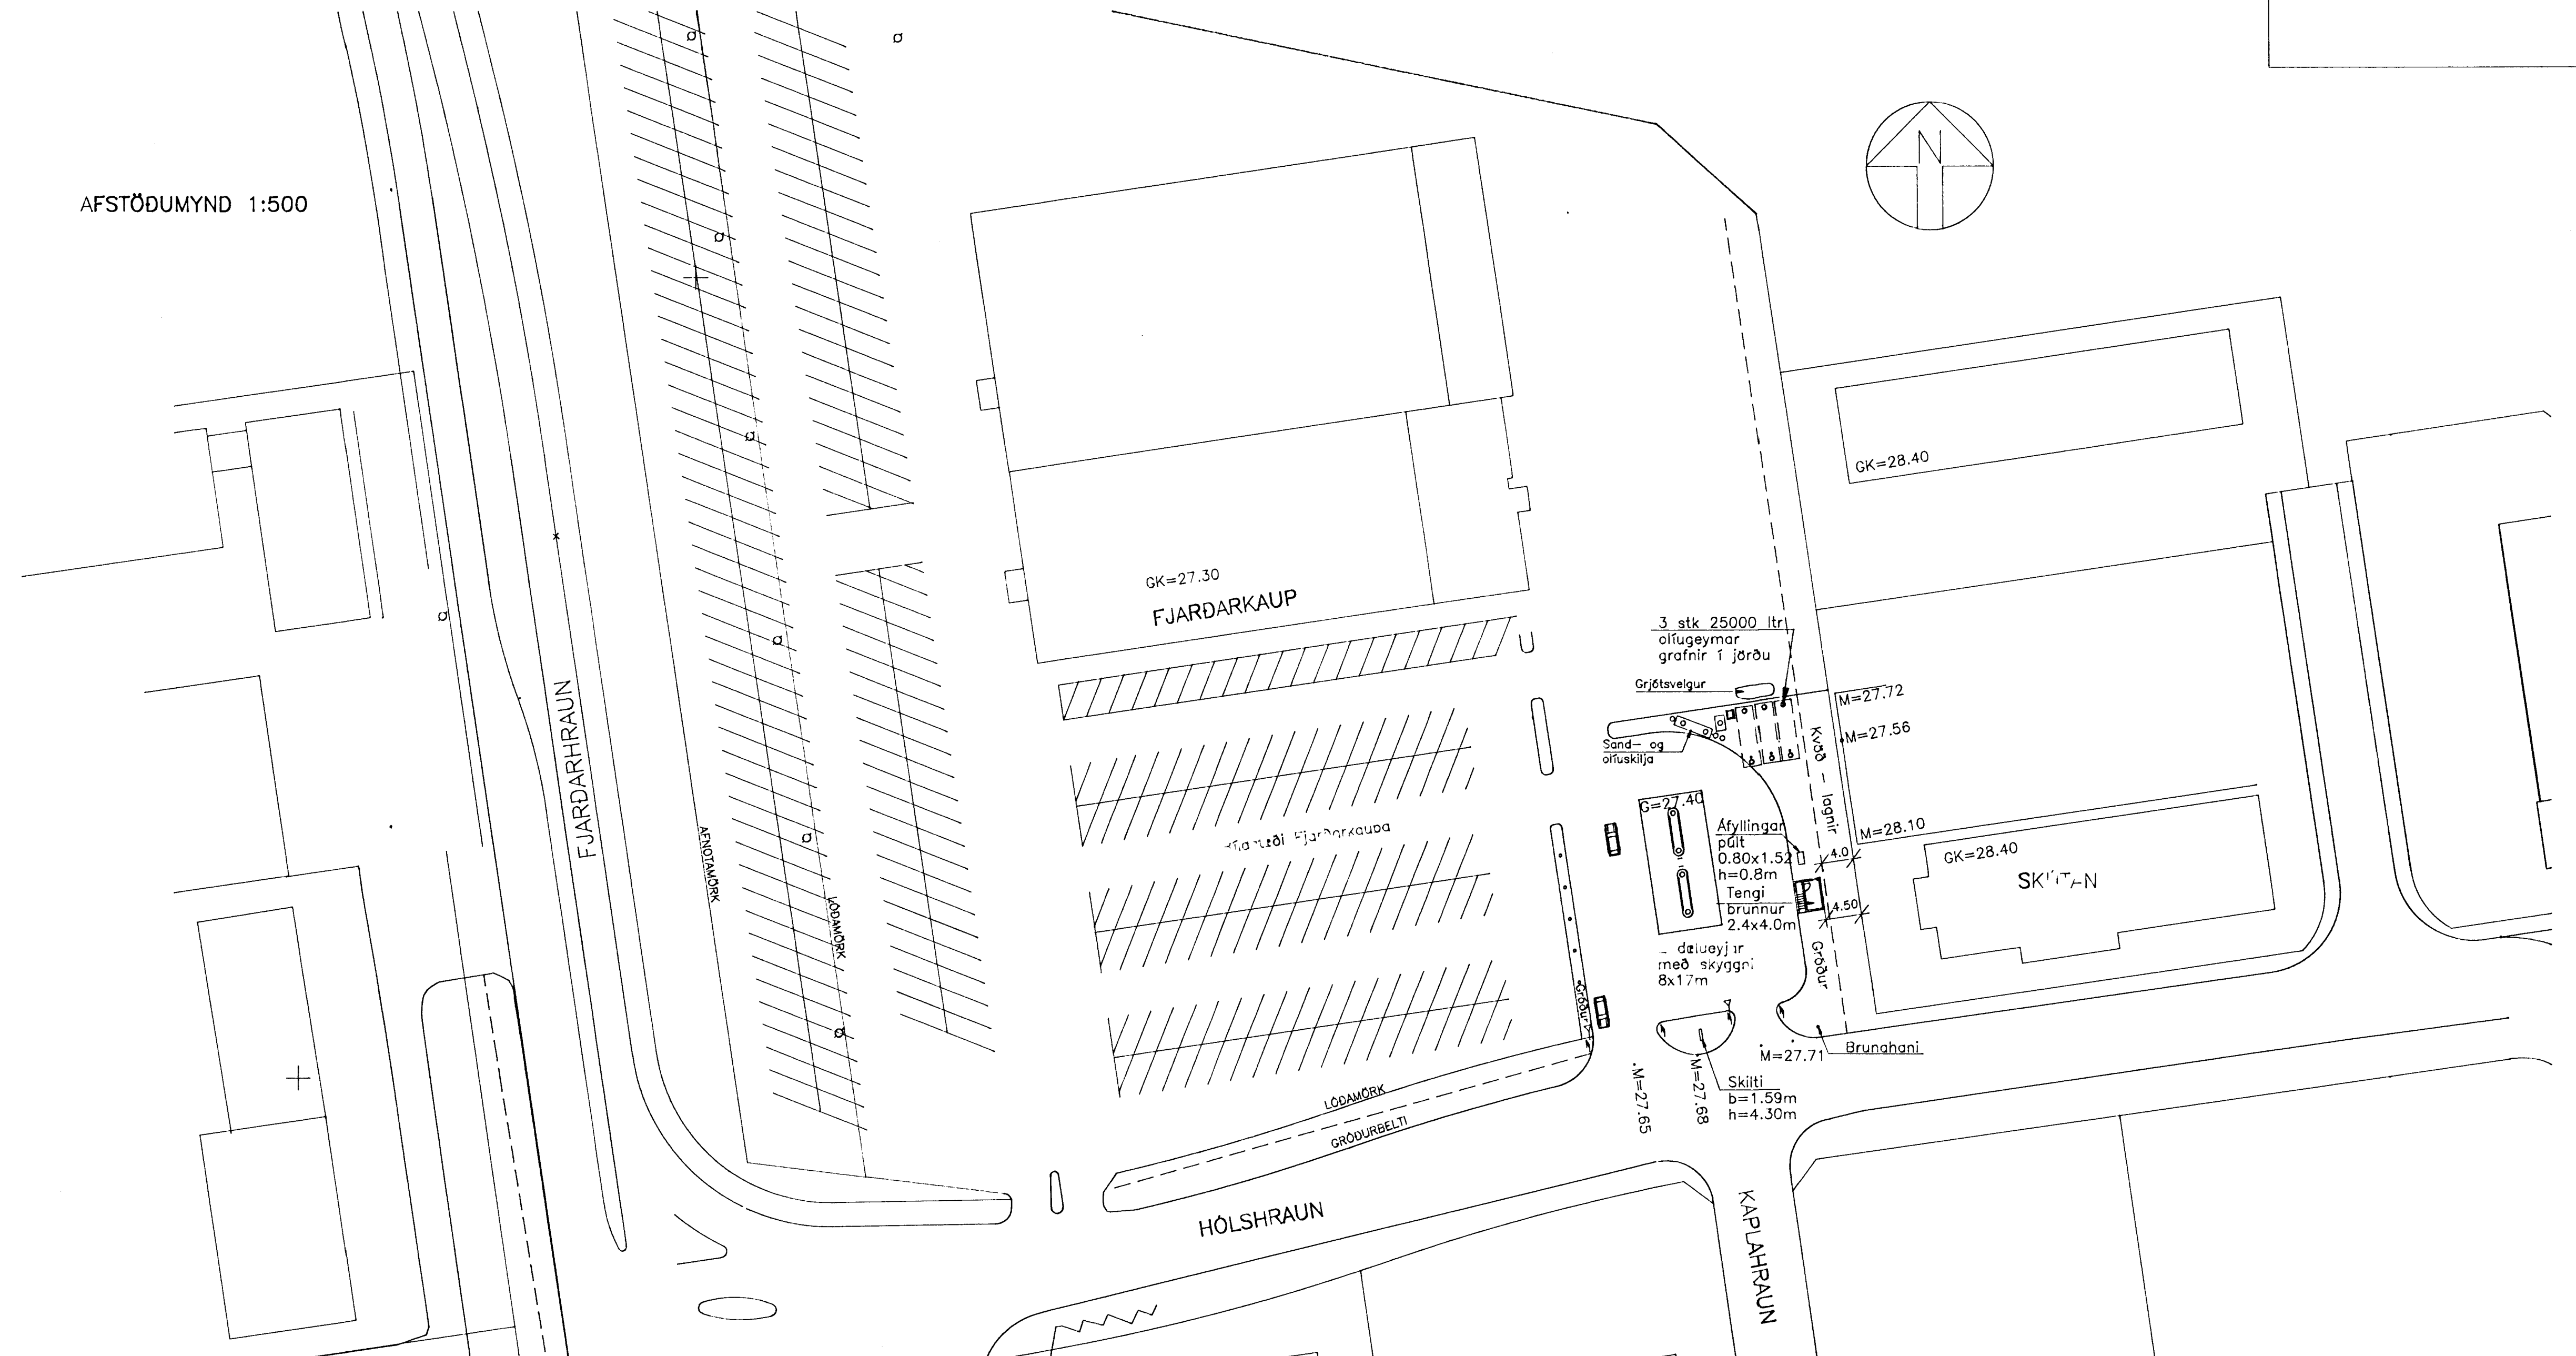 AFSTÖÐUMYND 1:500
N
GK=28.40
GK=27.30
FJARÐARKAUP
3 stk 25000 ltr
olíugeymar
grafnir í jörðu
Grjótsvelgur
M=27.72
M=27.56
Sand- og
olíuskilja
Kvöð - lagnir
FJARÐARHRAUN
G=27.40
Áfyllingar
púlt
0.80x1.52
h=0.8m
4.0
M=28.10
GK=28.40
AFNOTAMÖRK
LÓÐAMÖRK
Tengi
brunnur
2.4x4.0m
4.50
dælueyjar
með skyggni
8x17m
Gróður
Gróður
M=27.71
Brunahani
M=27.65
M=27.68
Skilti
b=1.59m
h=4.30m
LÓÐAMÖRK
GRÓÐURBELTI
HÓLSHRAUN
KAPLAHRAUN